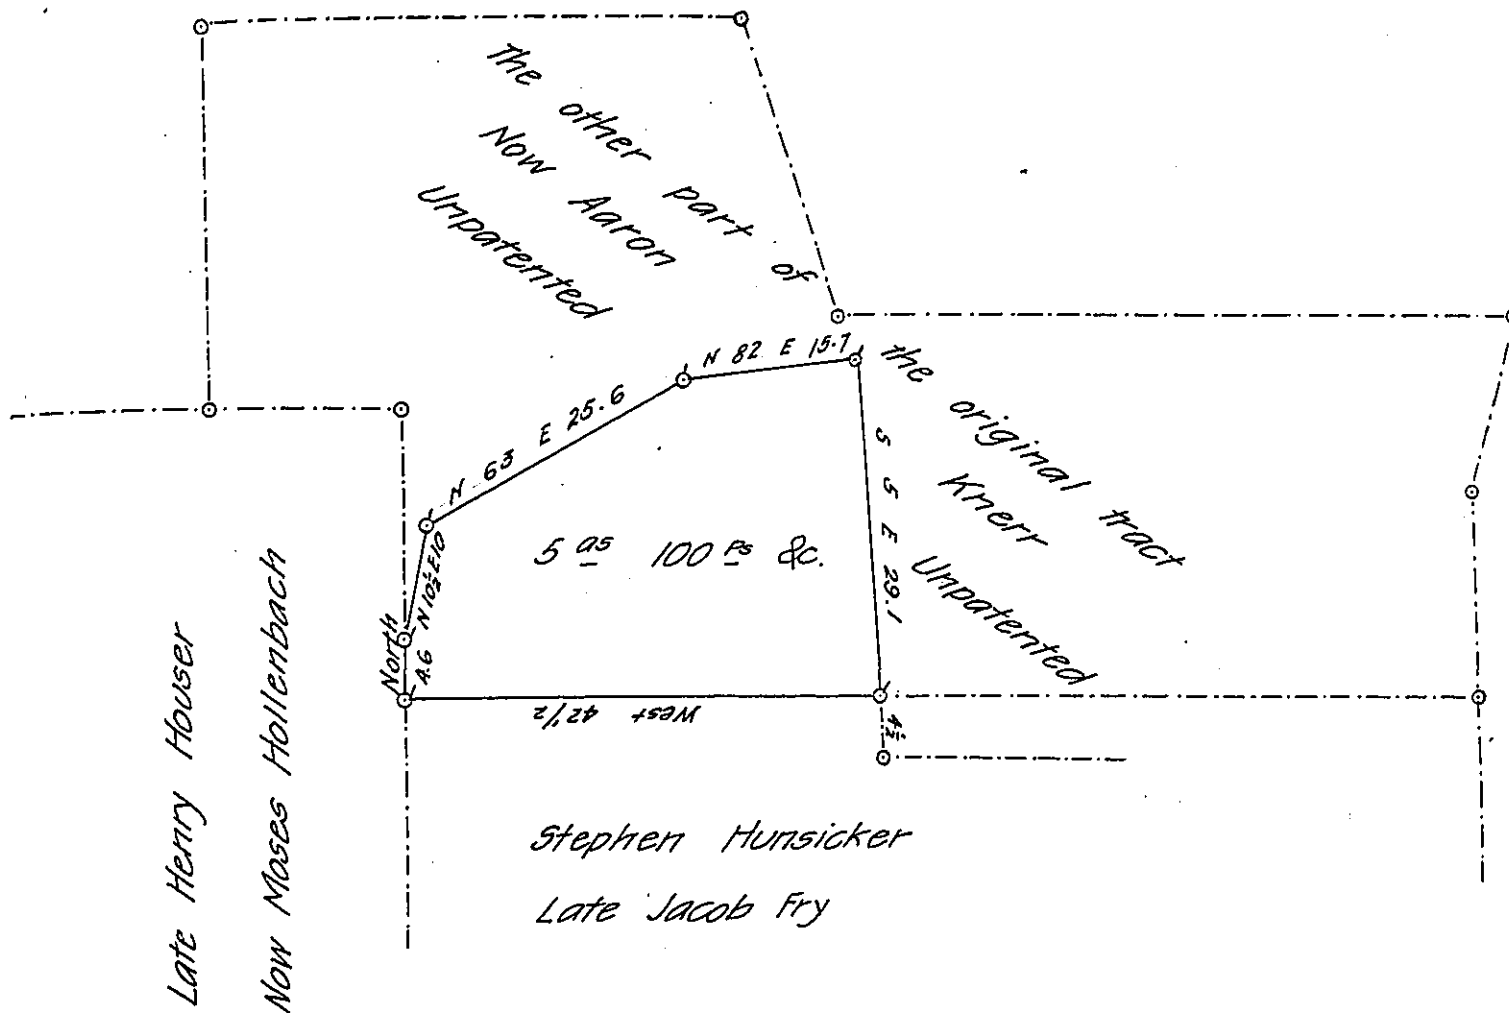 The other part of the original tract
Now Aaron Knerr
Unpatented Unpatented
N 82 E 15.7
N 63 E 25.6
N 10½ E 10
North 4.6
S 5 E 29.1
West 42 1/2
4½
5 as 100 Ps &c.
Late Henry Houser
Now Moses Hollenbach
Stephen Hunsicker
Late Jacob Fry